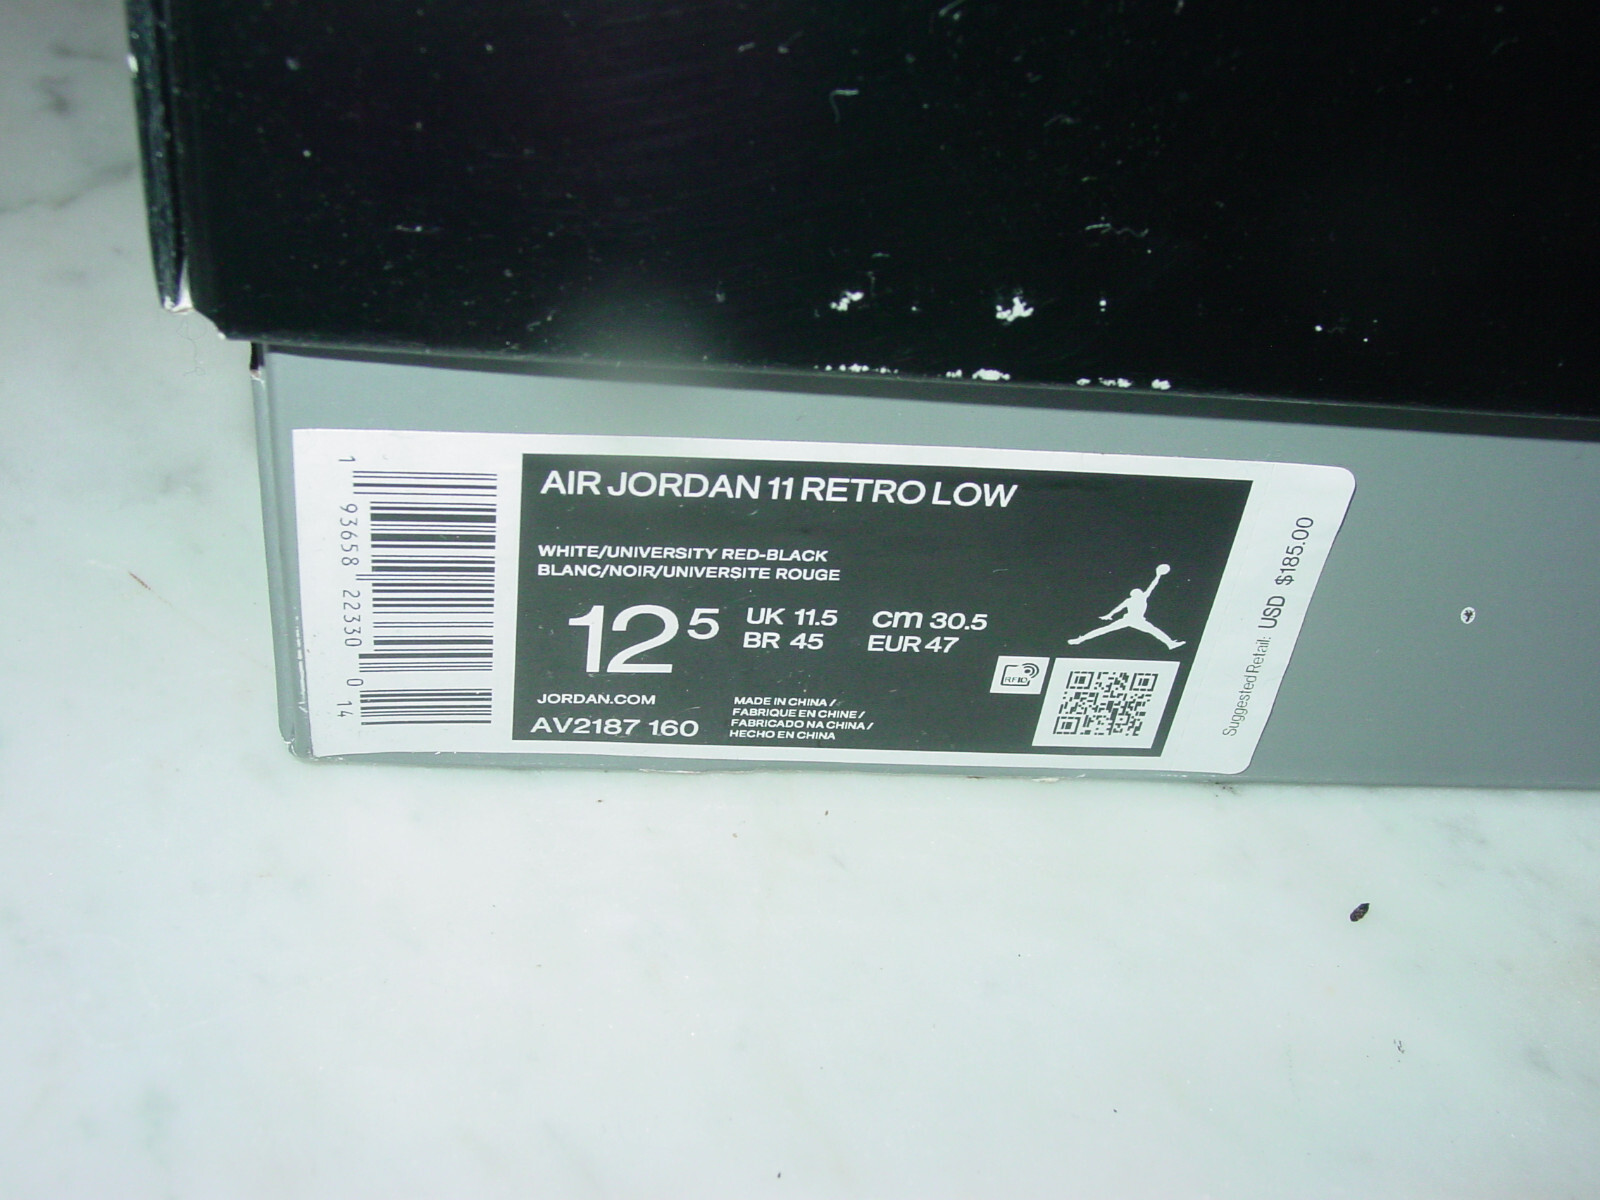 AIR JORDAN 11 RETRO LOW
WHITE/UNIVERSITY RED-BLACK
BLANC/NOIR/UNIVERSITE ROUGE
12 5
UK 11.5 cm 30.5
BR 45 EUR 47
JORDAN.COM
AV2187 160
MADE IN CHINA /
FABRIQUE EN CHINE /
FABRICADO NA CHINA /
HECHO EN CHINA
RFID
Suggested Retail: USD $185.00
1 93658 22330 0 14